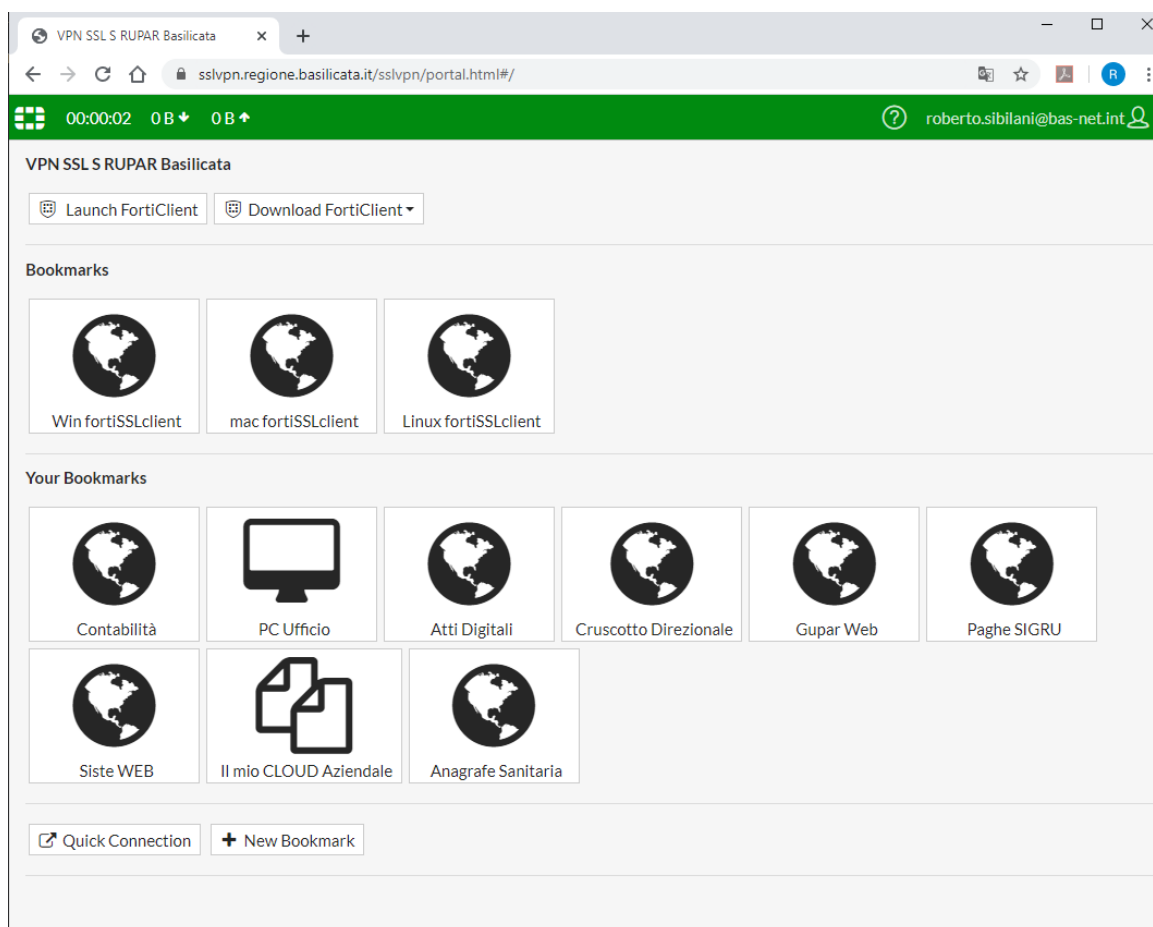 VPN SSL S RUPAR Basilicata
sslvpn.regione.basilicata.it/sslvpn/portal.html#/
R
00:00:02 0 B 0 B
roberto.sibilani@bas-net.int
VPN SSL S RUPAR Basilicata
Launch FortiClient Download FortiClient
Bookmarks
Win fortiSSLclient mac fortiSSLclient Linux fortiSSLclient
Your Bookmarks
Contabilità PC Ufficio Atti Digitali Cruscotto Direzionale Gupar Web Paghe SIGRU
Siste WEB Il mio CLOUD Aziendale Anagrafe Sanitaria
Quick Connection New Bookmark